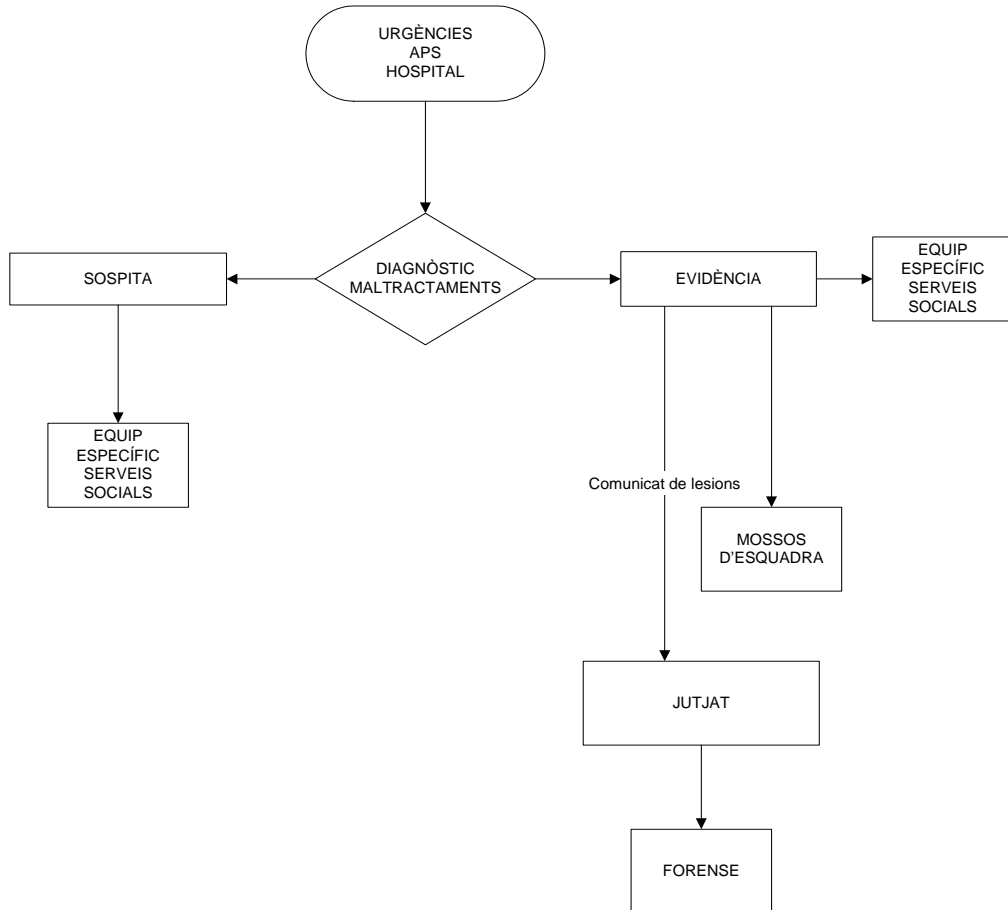 URGÈNCIES
APS
HOSPITAL
DIAGNÒSTIC
MALTRACTAMENTS
SOSPITA
EVIDÈNCIA
EQUIP
ESPECÍFIC
SERVEIS
SOCIALS
EQUIP
ESPECÍFIC
SERVEIS
SOCIALS
Comunicat de lesions
MOSSOS
D'ESQUADRA
JUTJAT
FORENSE